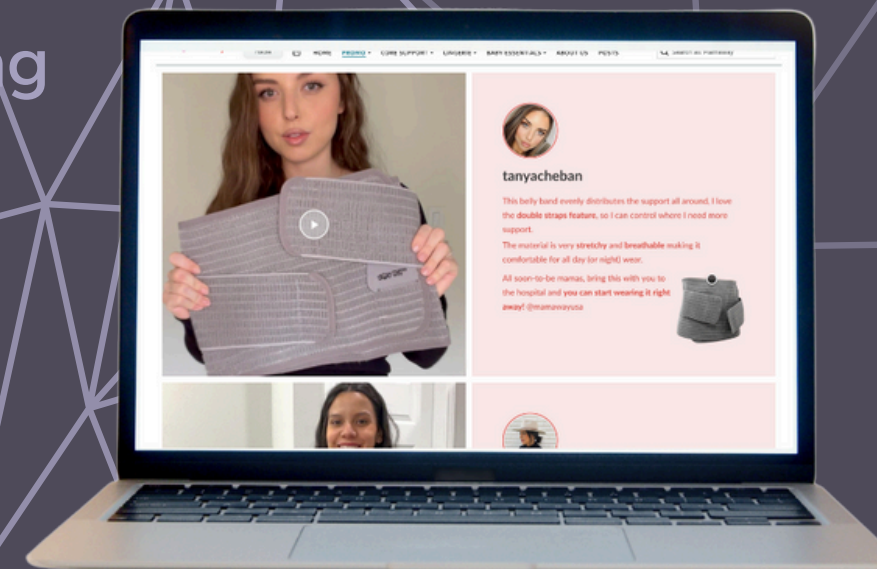 ng
HOME PROMO CORE SUPPORT LINGERIE BABY ESSENTIALS ABOUT US POSTS
tanyacheban
This belly band evenly distributes the support all around, I love
the double straps feature, so I can control where I need more
support.
The material is very stretchy and breathable making it
comfortable for all day (or night) wear.
All soon-to-be mamas, bring this with you to
the hospital and you can start wearing it right
away! @mamawayusa